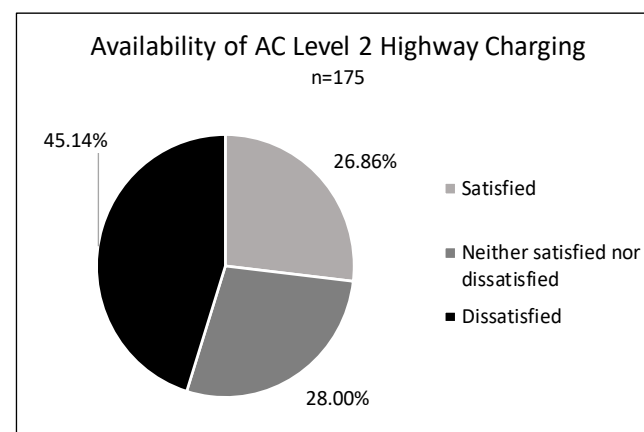 Availability of AC Level 2 Highway Charging
n=175
45.14%
26.86%
28.00%
Satisfied
Neither satisfied nor
dissatisfied
Dissatisfied